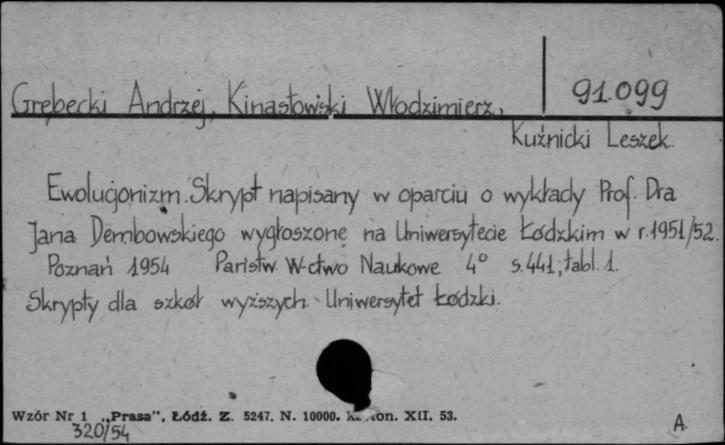 Grębecki Andrzej, Kinastowski Włodzimierz, 91.099
Kuźnicki Leszek.
Ewolucjonizm. Skrypt napisany w oparciu o wykłady Prof. Dra
Jana Dembowskiego wygłoszone na Uniwersytecie Łódzkim w r. 1951/52.
Poznań 1954 Państw. W-ctwo Naukowe 4° s. 441, tabl. 1.
Skrypty dla szkół wyższych. Uniwersytet Łódzki.
Wzór Nr 1 „Prasa", Łódź. Z. 5247. N. 10000. XII. 53.
320/54 A.